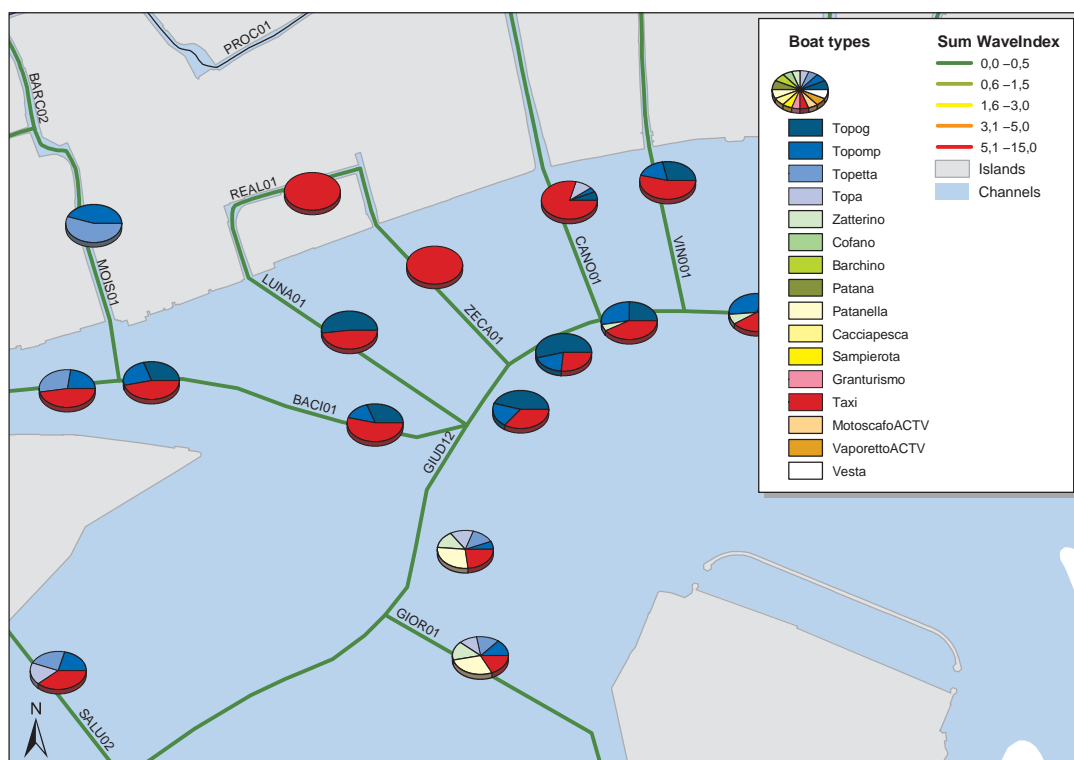 PROC01
BARC02
REAL01
MOIS01
LUNA01
ZECA01
CANO01
VIN001
BACI01
GIUD12
GIOR01
SALU02
N
Boat types
Topog
Topomp
Topetta
Topa
Zatterino
Cofano
Barchino
Patana
Patanella
Cacciapesca
Sampierota
Granturismo
Taxi
MotoscafoACTV
VaporettoACTV
Vesta
Sum WaveIndex
0,0 –0,5
0,6 –1,5
1,6 –3,0
3,1 –5,0
5,1 –15,0
Islands
Channels